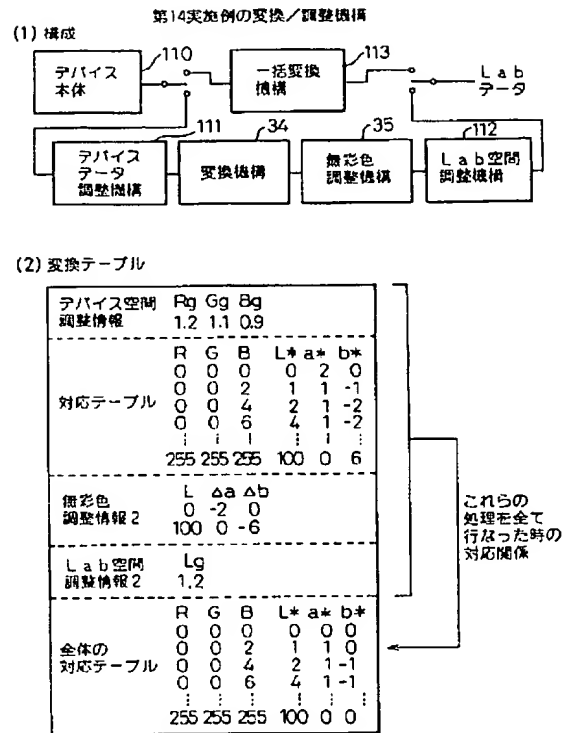 第14実施例の変換／調整機構
(1) 構成
110
113
デバイス
本体
一括変換
機構
Lab
データ
111
34
35
112
デバイス
データ
調整機構
変換機構
無彩色
調整機構
Lab空間
調整機構
(2) 変換テーブル
デバイス空間 Rg Gg Bg
調整情報 1.2 1.1 0.9
R G B L* a* b*
0 0 0 0 2 0
0 0 2 1 1 -1
対応テーブル 0 0 4 2 1 -2
0 0 6 4 1 -2
⋮ ⋮ ⋮ ⋮ ⋮ ⋮
255 255 255 100 0 6
無彩色 L Δa Δb
調整情報2 0 -2 0
100 0 -6
Lab空間 Lg
調整情報2 1.2
R G B L* a* b*
0 0 0 0 0 0
全体の 0 0 2 1 1 0
対応テーブル 0 0 4 2 1 -1
0 0 6 4 1 -1
⋮ ⋮ ⋮ ⋮ ⋮ ⋮
255 255 255 100 0 0
これらの
処理を全て
行なった時の
対応関係